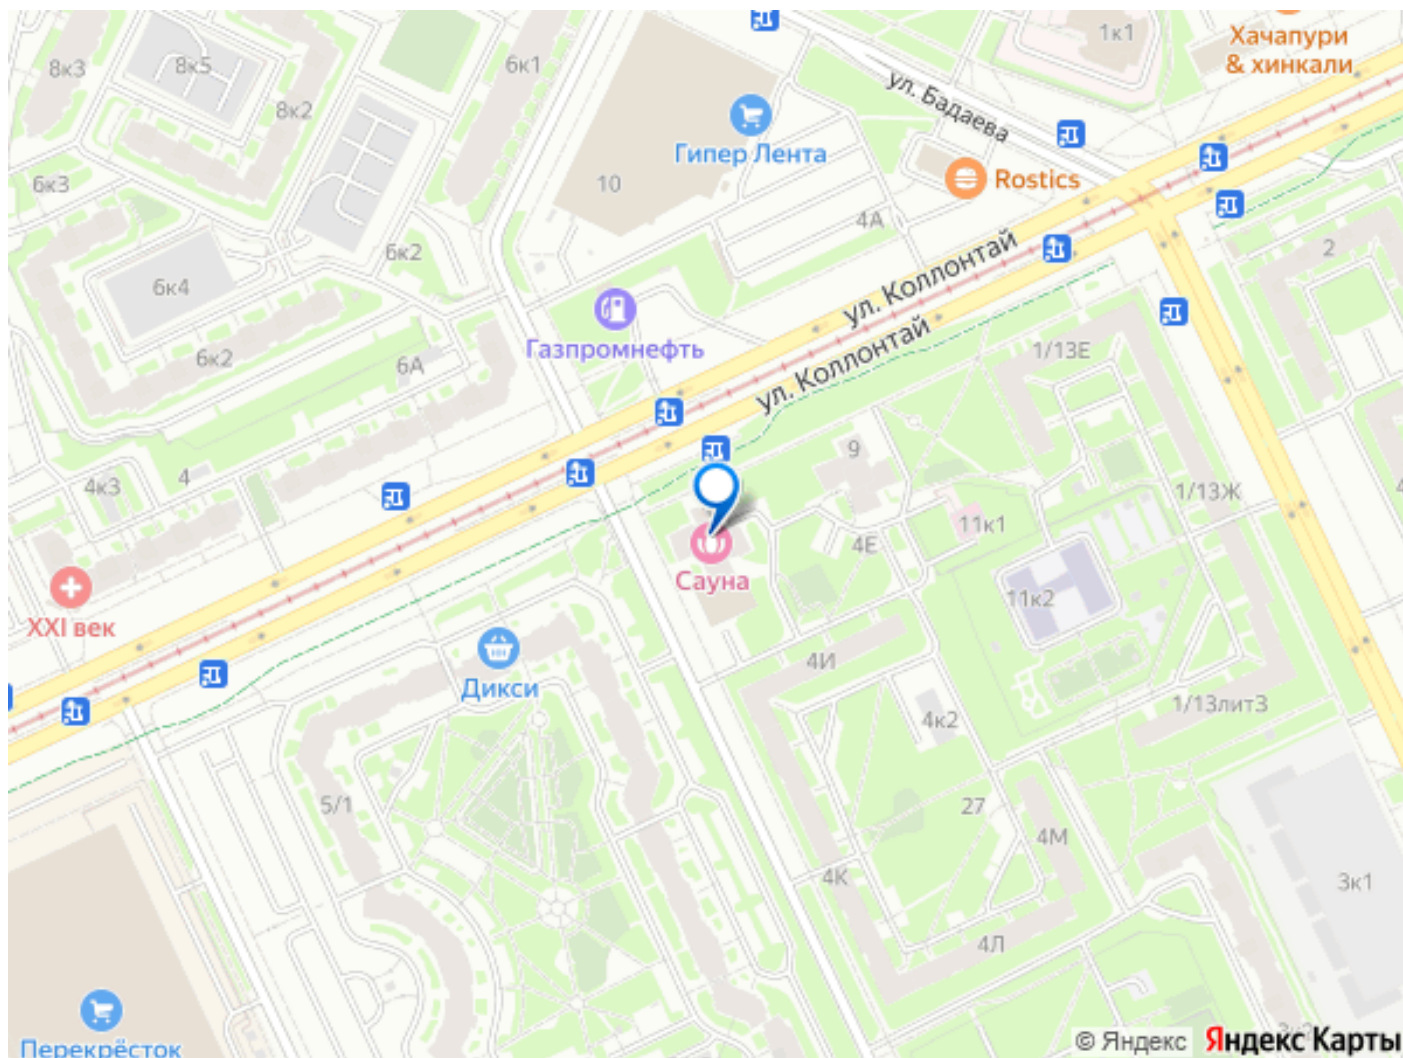 1к1
Хачапури
& хинкали
8к3
8к5
6к1
8к2
ул. Бадаева
Гипер Лента
10
6к3
Rostics
4А
6к2
ул. Коллонтай
2
6к4
Газпромнефть
6к2
6А
ул. Коллонтай
1/13Е
9
4к3
4
1/13Ж
11к1
4Е
Сауна
XXI век
11к2
4И
Дикси
1/13литЗ
4к2
5/1
27
4М
4К
3к1
4Л
Перекрёсток
© Яндекс
Яндекс Карты